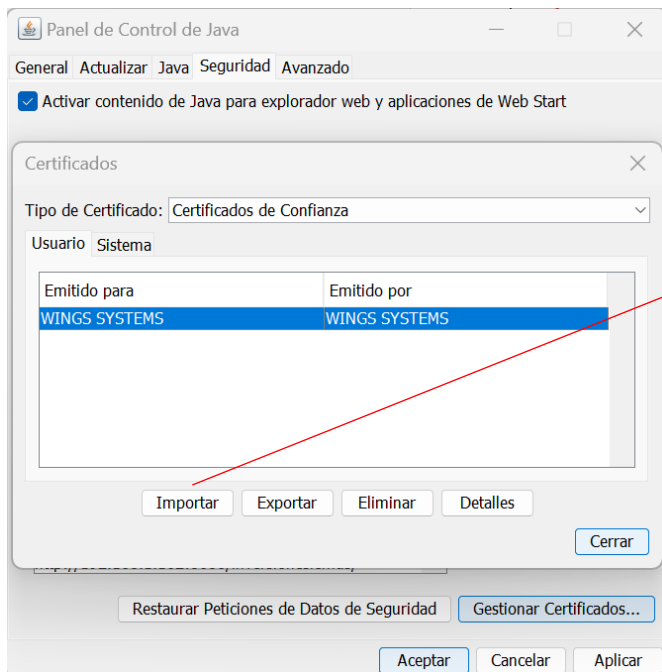 Panel de Control de Java
General Actualizar Java Seguridad Avanzado
Activar contenido de Java para explorador web y aplicaciones de Web Start
Certificados
Tipo de Certificado: Certificados de Confianza
Usuario Sistema
Emitido para Emitido por
WINGS SYSTEMS WINGS SYSTEMS
Importar Exportar Eliminar Detalles
Cerrar
Restaurar Peticiones de Datos de Seguridad Gestionar Certificados...
Aceptar Cancelar Aplicar